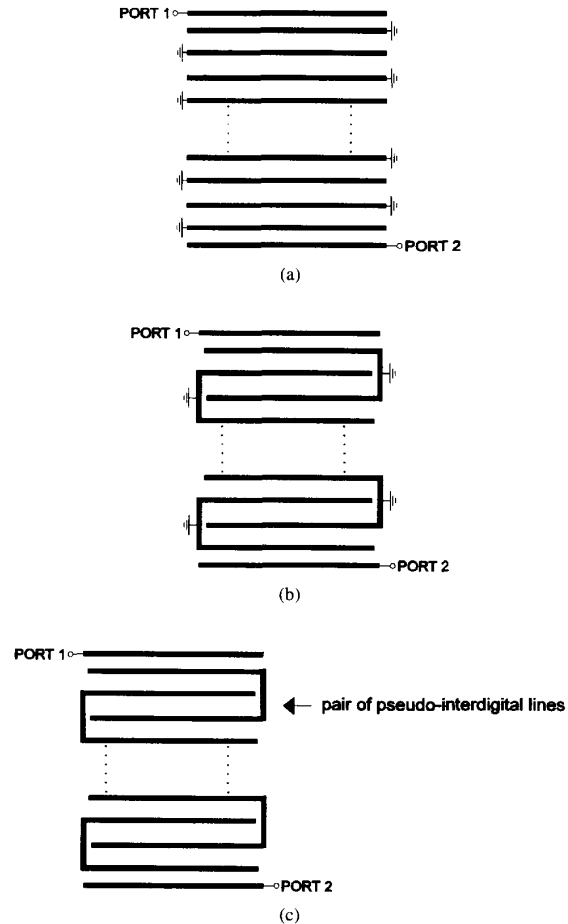 PORT 1
PORT 2
(a)
PORT 1
PORT 2
(b)
PORT 1
pair of pseudo-interdigital lines
PORT 2
(c)